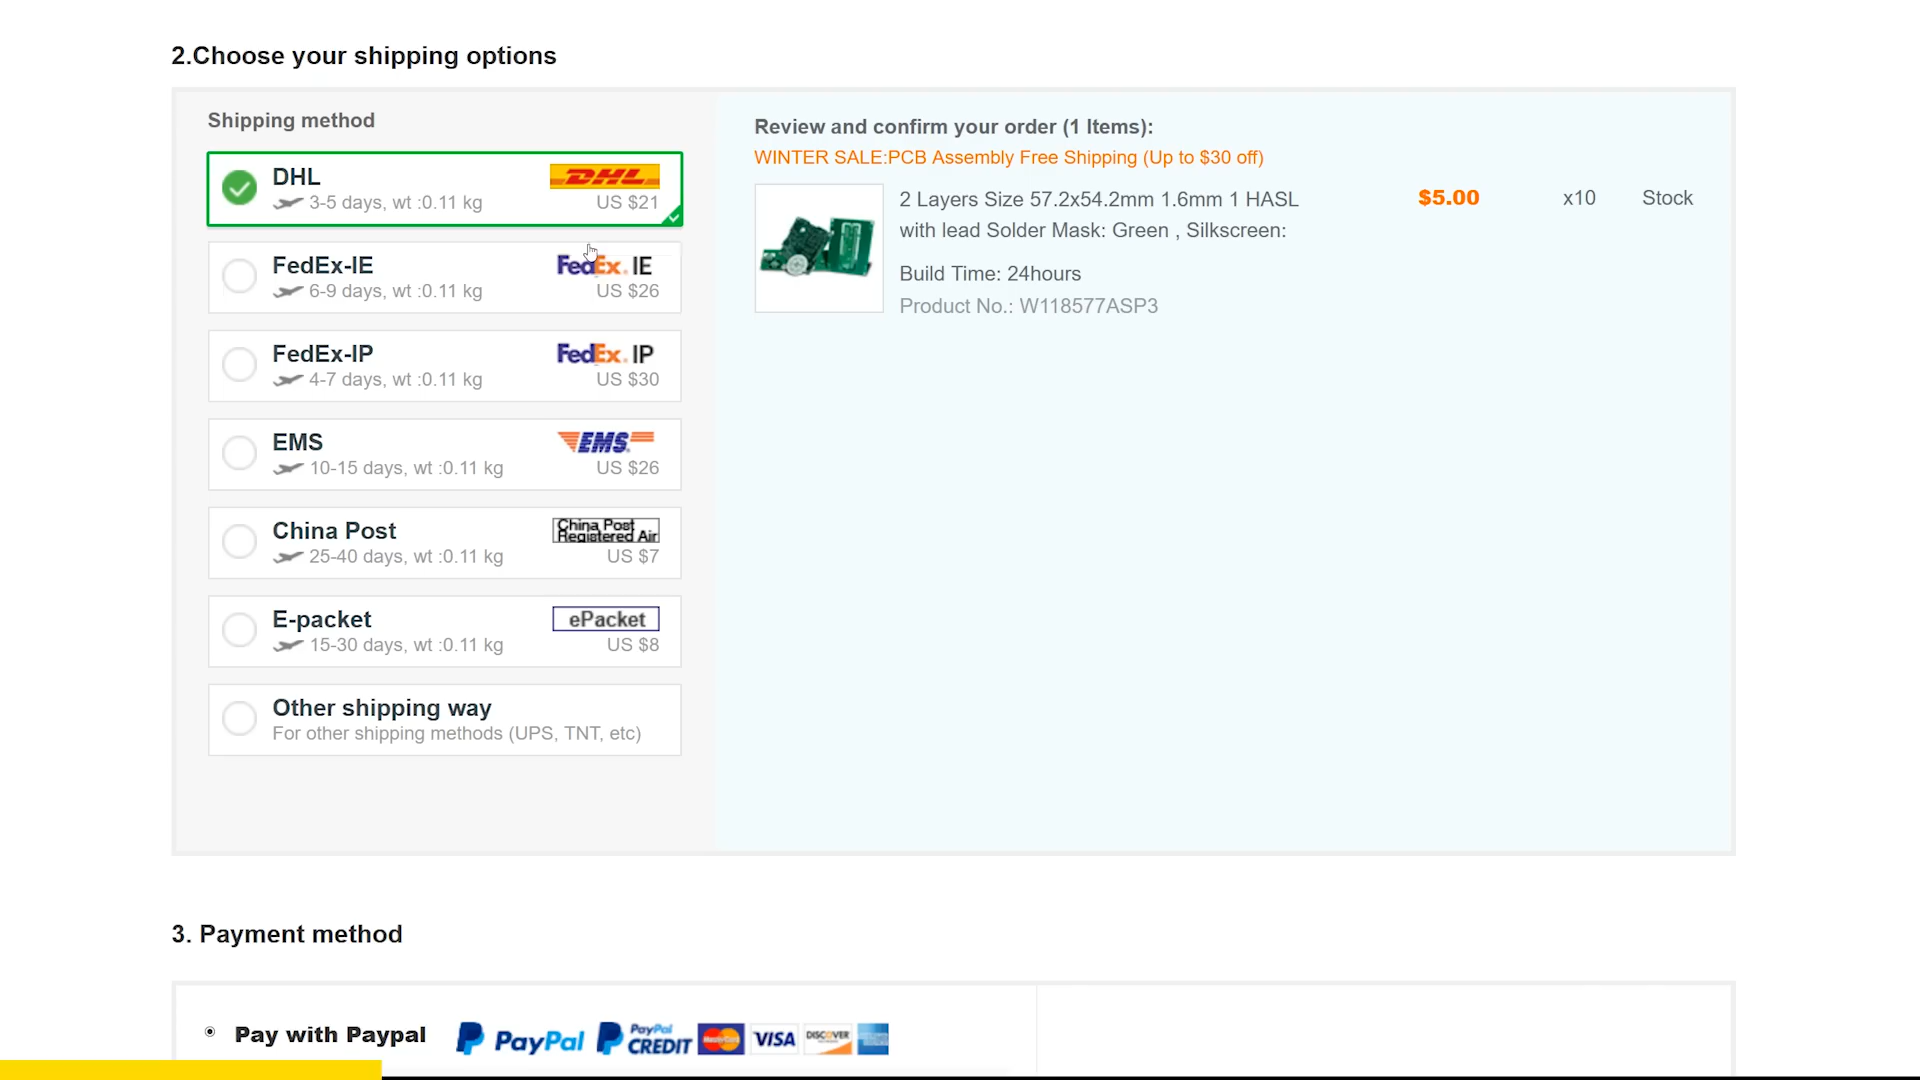 2.Choose your shipping options
Shipping method
DHL
DHL
3-5 days, wt :0.11 kg
US $21
FedEx-IE
FedEx. IE
6-9 days, wt :0.11 kg
US $26
FedEx-IP
FedEx. IP
4-7 days, wt :0.11 kg
US $30
EMS
EMS
10-15 days, wt :0.11 kg
US $26
China Post
China Post
Registered Air
25-40 days, wt :0.11 kg
US $7
E-packet
ePacket
15-30 days, wt :0.11 kg
US $8
Other shipping way
For other shipping methods (UPS, TNT, etc)
Review and confirm your order (1 Items):
WINTER SALE:PCB Assembly Free Shipping (Up to $30 off)
2 Layers Size 57.2x54.2mm 1.6mm 1 HASL
with lead Solder Mask: Green , Silkscreen:
$5.00
x10
Stock
Build Time: 24hours
Product No.: W118577ASP3
3. Payment method
Pay with Paypal
PayPal
PayPal
CREDIT
MasterCard
VISA
DISCOVER